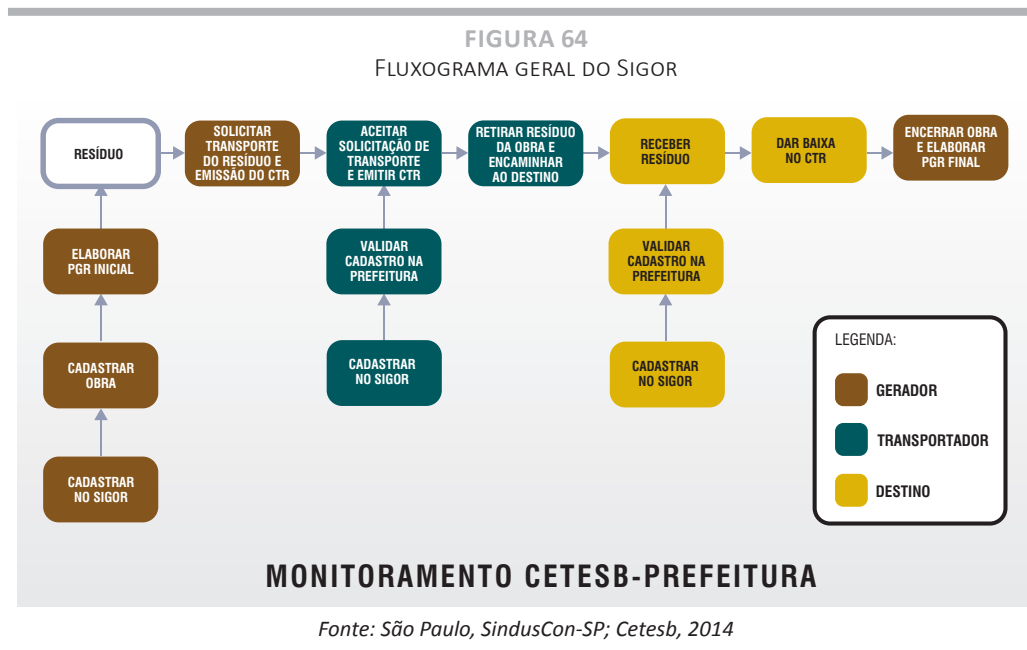 FIGURA 64
FLUXOGRAMA GERAL DO SIGOR
RESÍDUO
SOLICITAR
TRANSPORTE
DO RESÍDUO E
EMISSÃO DO CTR
ACEITAR
SOLICITAÇÃO DE
TRANSPORTE
E EMITIR CTR
RETIRAR RESÍDUO
DA OBRA E
ENCAMINHAR
AO DESTINO
RECEBER
RESÍDUO
DAR BAIXA
NO CTR
ENCERRAR OBRA
E ELABORAR
PGR FINAL
ELABORAR
PGR INICIAL
VALIDAR
CADASTRO NA
PREFEITURA
VALIDAR
CADASTRO NA
PREFEITURA
CADASTRAR
OBRA
CADASTRAR
NO SIGOR
CADASTRAR
NO SIGOR
CADASTRAR
NO SIGOR
LEGENDA:
GERADOR
TRANSPORTADOR
DESTINO
MONITORAMENTO CETESB-PREFEITURA
Fonte: São Paulo, SindusCon-SP; Cetesb, 2014